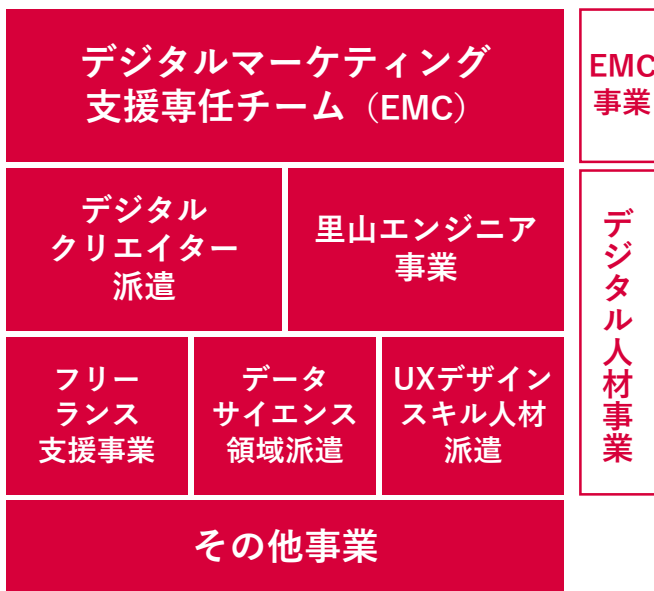 デジタルマーケティング
支援専任チーム（EMC）
EMC
事業
デジタル
クリエイター
派遣
里山エンジニア
事業
デジタル人材事業
フリー
ランス
支援事業
データ
サイエンス
領域派遣
UXデザイン
スキル人材
派遣
その他事業